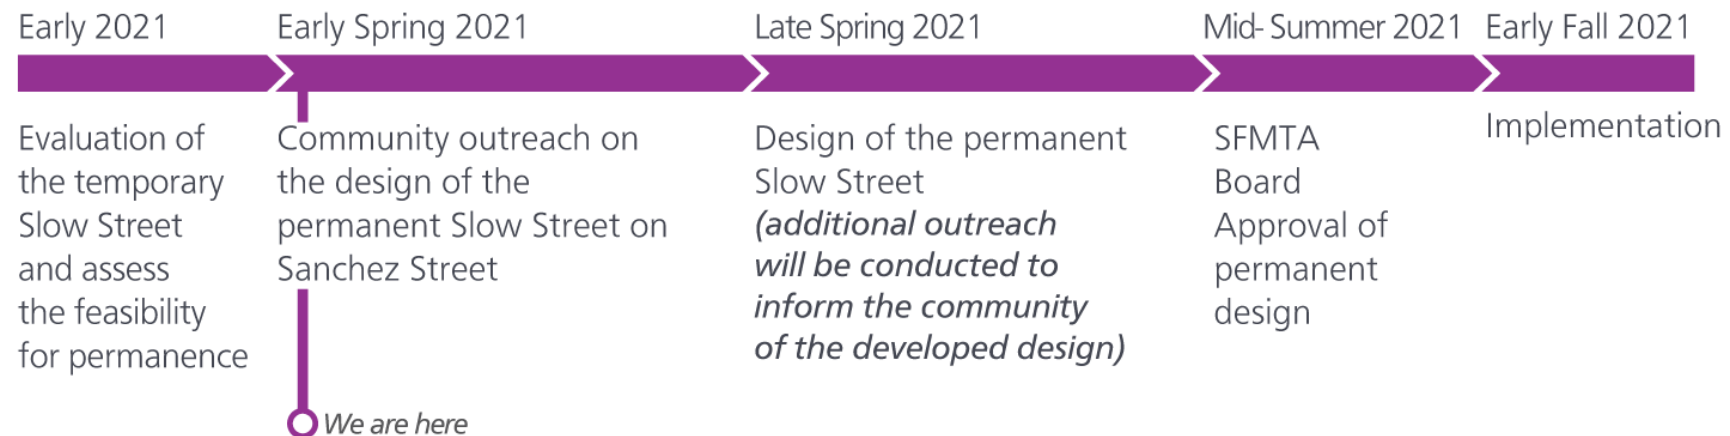 Early 2021
Early Spring 2021
Late Spring 2021
Mid- Summer 2021
Early Fall 2021
Evaluation of
the temporary
Slow Street
and assess
the feasibility
for permanence
Community outreach on
the design of the
permanent Slow Street on
Sanchez Street
We are here
Design of the permanent
Slow Street
(additional outreach
will be conducted to
inform the community
of the developed design)
SFMTA
Board
Approval of
permanent
design
Implementation